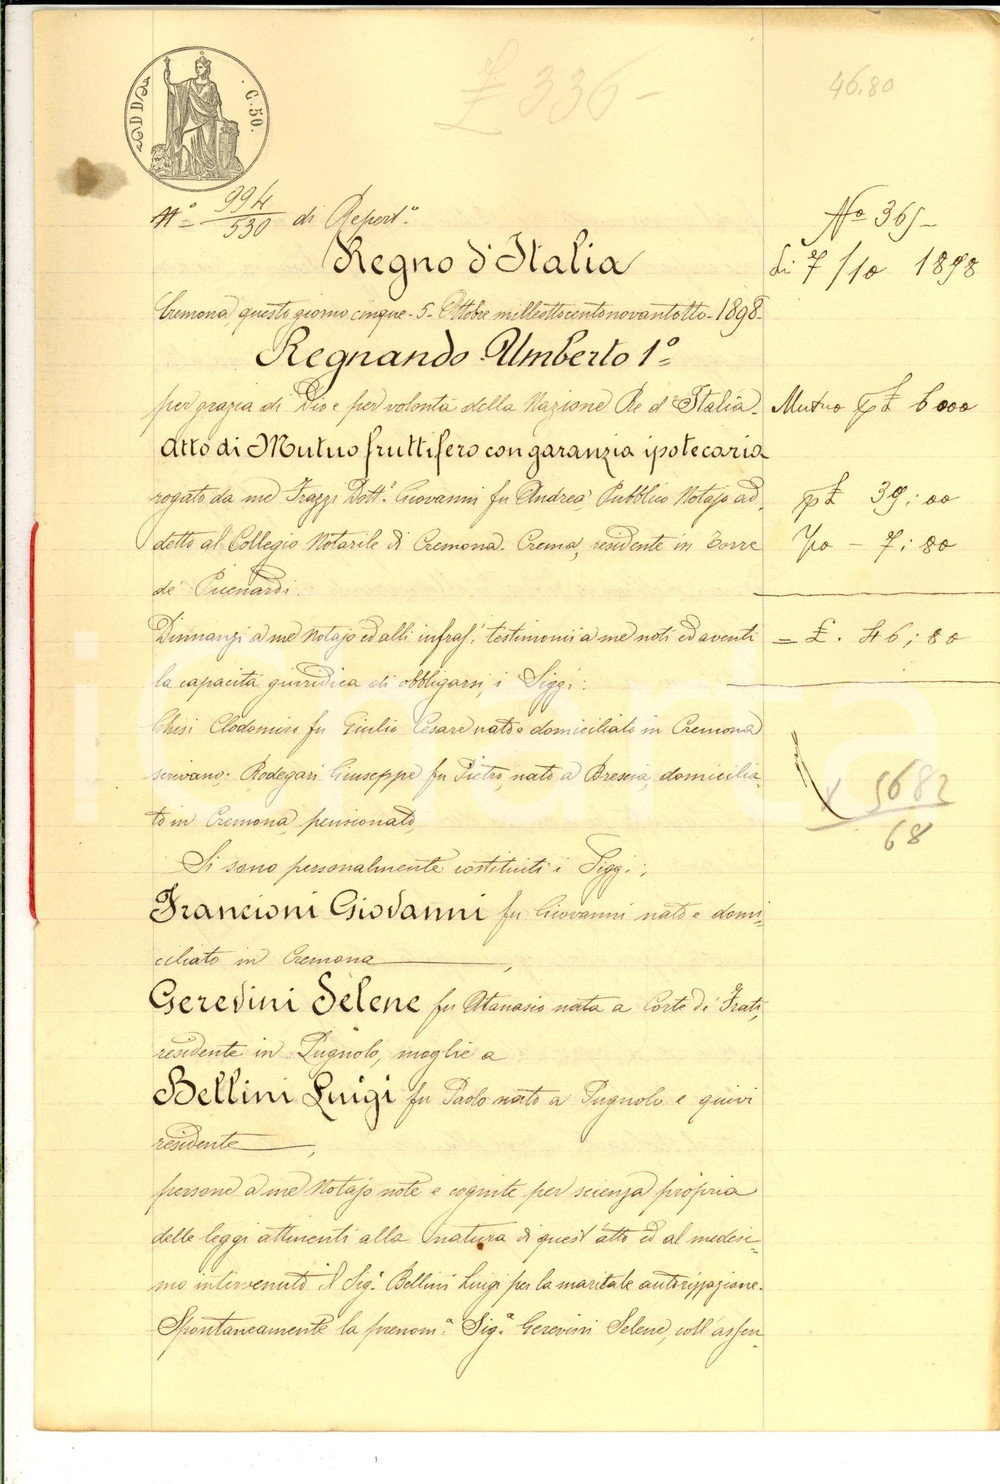 £ 336-
46.80
C. 50.
N.° 994/530 di Repert.°
N° 365-
Regno d'Italia
Li 7/10 1898
Cremona, questo giorno cinque - 5 - Ottobre milleottocentonovantotto - 1898.
Regnando Umberto 1°
per grazia di Dio e per volontà della Nazione Re d'Italia.
Mutuo p£ 6000
Atto di Mutuo fruttifero con garanzia ipotecaria
rogato da me Frazzi Dott.r Giovanni fu Andrea, Pubblico Notajo ad,
p£ 39:00
detto al Collegio Notarile di Cremona - Crema, residente in Torre
7:80
de' Picenardi.
Dinnanzi a me Notajo ed alli infras.i testimonii a me noti ed aventi
= £. 46:80
la capacità giuridica di obbligarsi, i Sigg.i:
Ghisi Clodomiro fu Giulio Cesare nato e domiciliato in Cremona
scrivano. Rodegari Giuseppe fu Pietro, nato a Brescia, domicilia-
5682
to in Cremona, pensionato,
68
Si sono personalmente costituiti i Sigg.i:
Francioni Giovanni fu Giovanni nato e domi-
ciliato in Cremona,
Gerevini Selene fu Atanasio nata a Corte de' Frati,
residente in Pugnolo, moglie a
Bellini Luigi fu Paolo nato a Pugnolo e quivi
residente,
persone a me Notajo note e cognite per scienza propria
delle leggi attinenti alla natura di quest'atto ed al medesi-
mo intervenuto il Sig.r Bellini Luigi per la maritale autorizzazione.
Spontaneamente la prenom.a Sig.a Gerevini Selene, coll'assen-